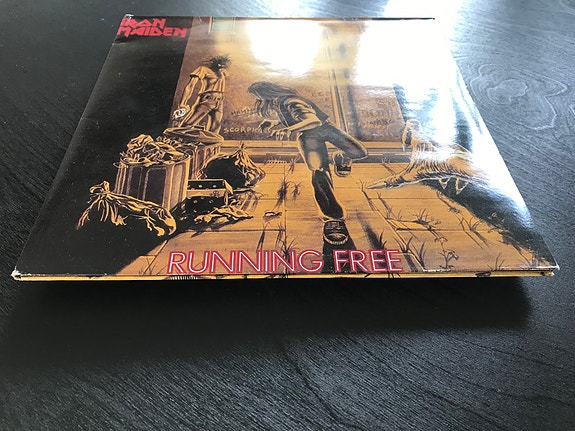 IRON
MAIDEN
SCORPIONS
RUNNING FREE